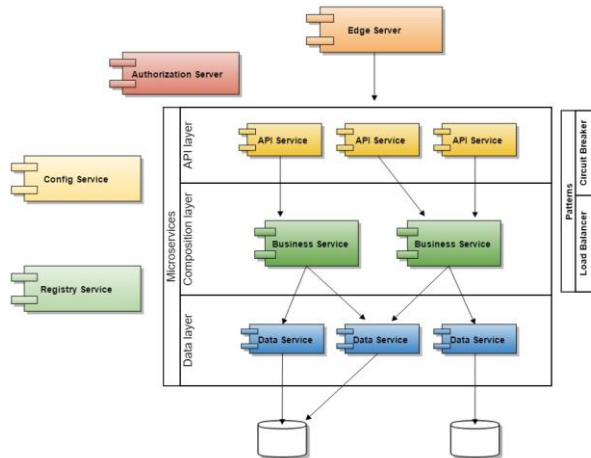 Edge Server
Authorization Server
Microservices
API layer
API Service
API Service
API Service
Patterns
Circuit Breaker
Load Balancer
Config Service
Composition layer
Business Service
Business Service
Registry Service
Data layer
Data Service
Data Service
Data Service